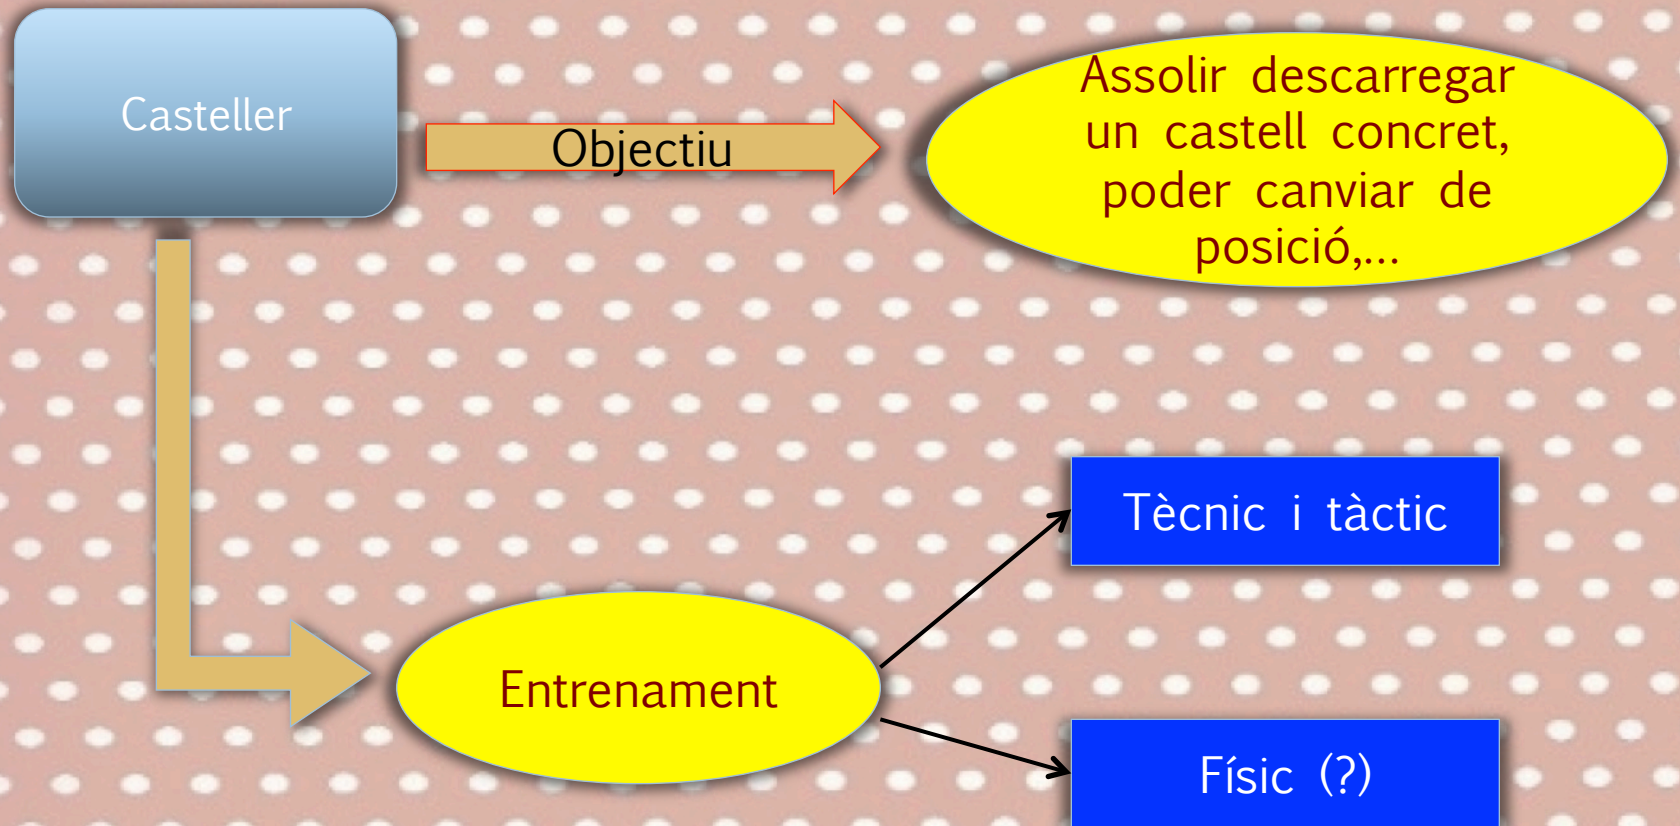 Casteller
Objectiu
Assolir descarregar
un castell concret,
poder canviar de
posició,...
Tècnic i tàctic
Entrenament
Físic (?)